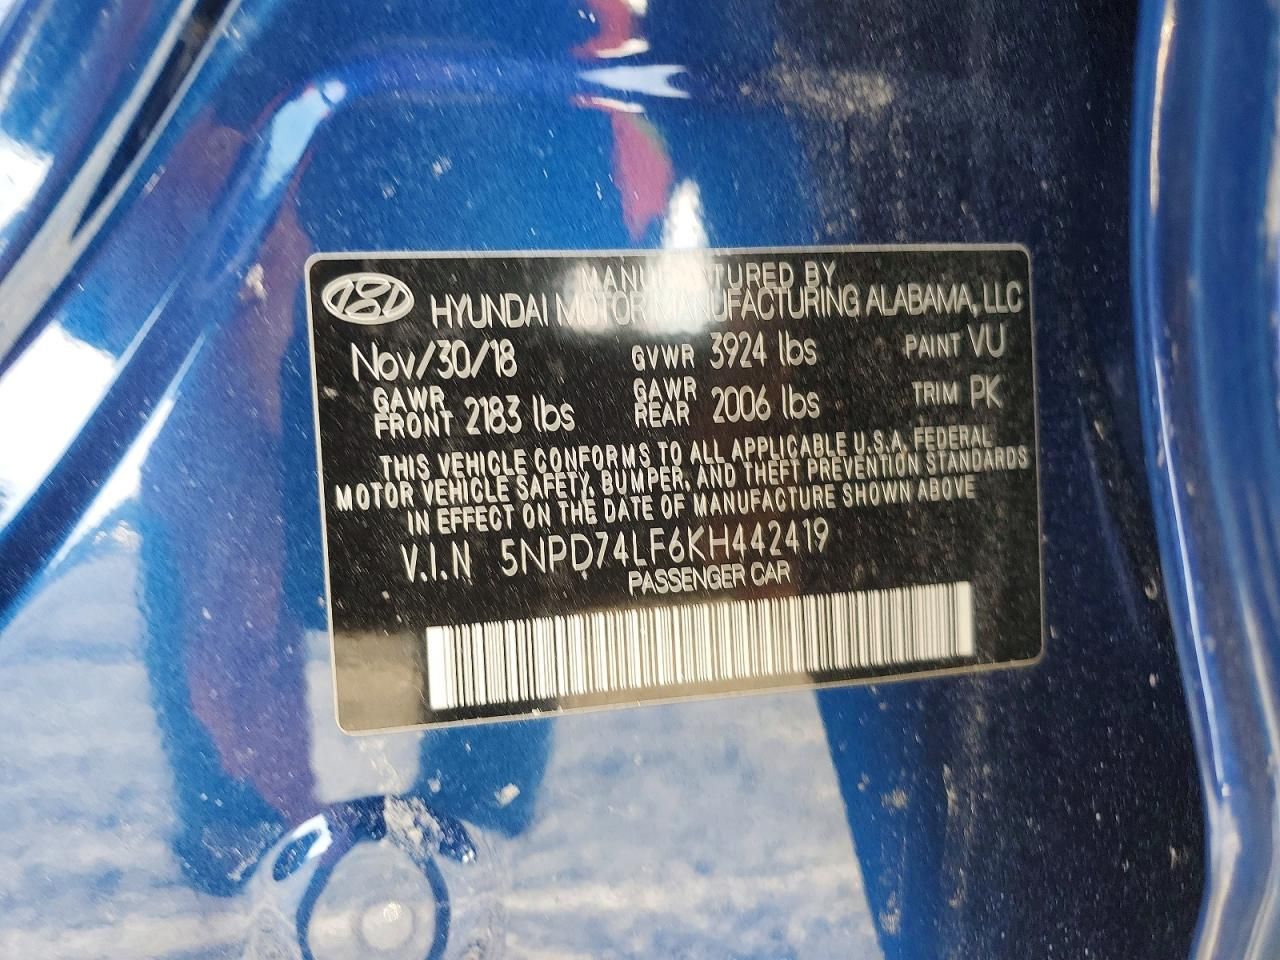 MANUFACTURED BY
HYUNDAI MOTOR MANUFACTURING ALABAMA, LLC
Nov/30/18 GVWR 3924 lbs PAINT VU
GAWR FRONT 2183 lbs GAWR REAR 2006 lbs TRIM PK
THIS VEHICLE CONFORMS TO ALL APPLICABLE U.S.A. FEDERAL
MOTOR VEHICLE SAFETY, BUMPER, AND THEFT PREVENTION STANDARDS
IN EFFECT ON THE DATE OF MANUFACTURE SHOWN ABOVE
V.I.N 5NPD74LF6KH442419
PASSENGER CAR